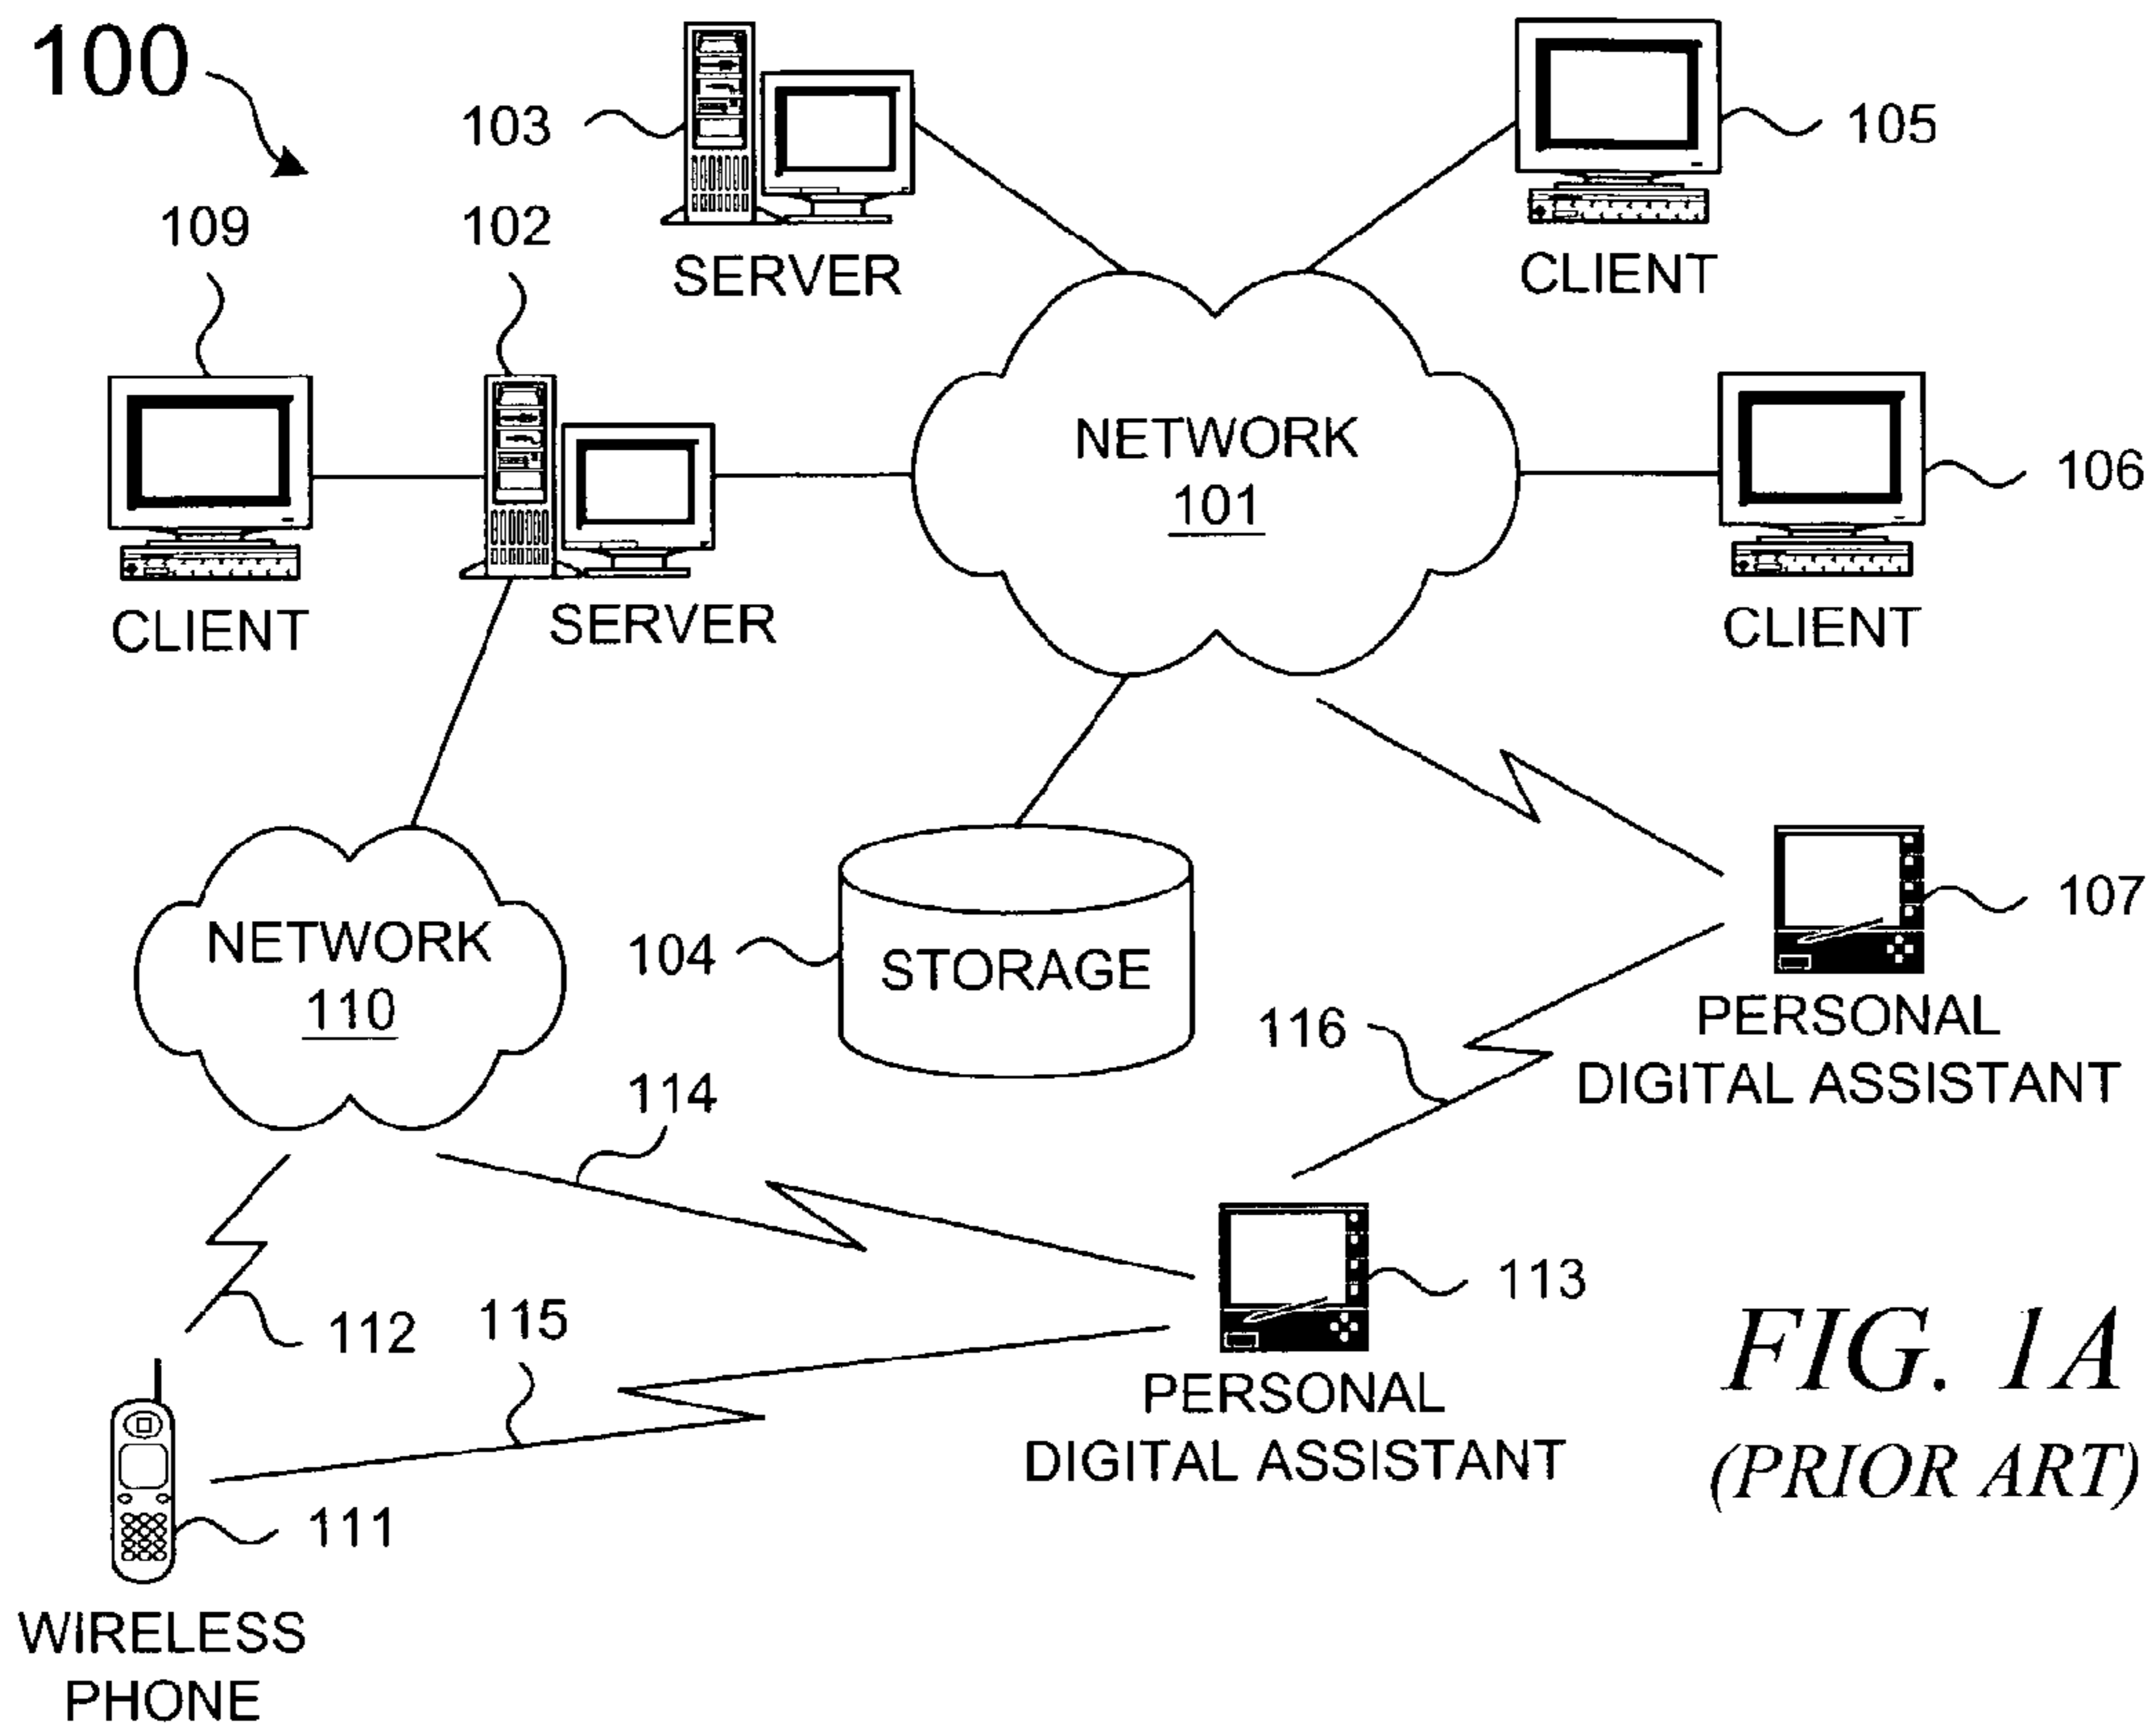 100
103
105
109
102
SERVER
CLIENT
NETWORK
101
106
CLIENT
SERVER
CLIENT
107
NETWORK
110
104
STORAGE
PERSONAL
DIGITAL ASSISTANT
116
114
113
112
115
PERSONAL
DIGITAL ASSISTANT
FIG. 1A
(PRIOR ART)
111
WIRELESS
PHONE